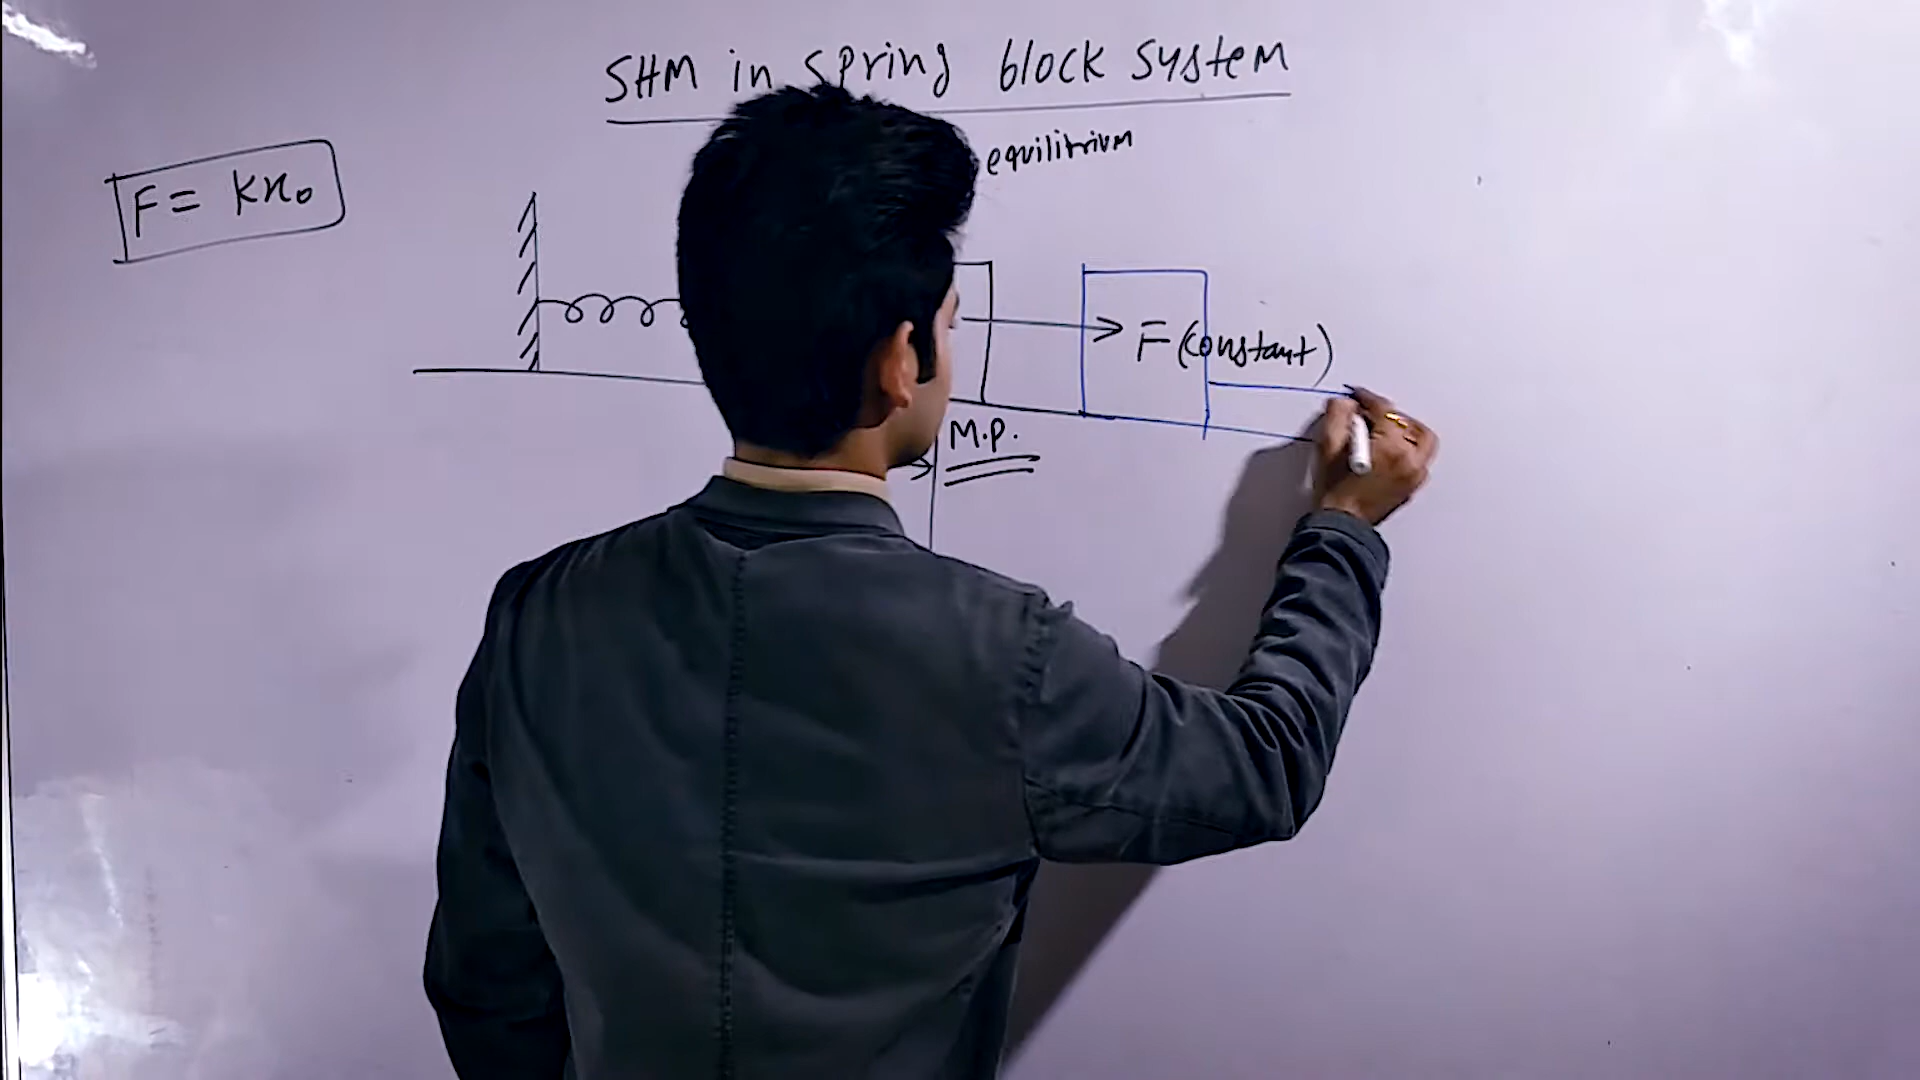 SHM in spring block system
equilibrium
F = kx₀
F (constant)
M.P.